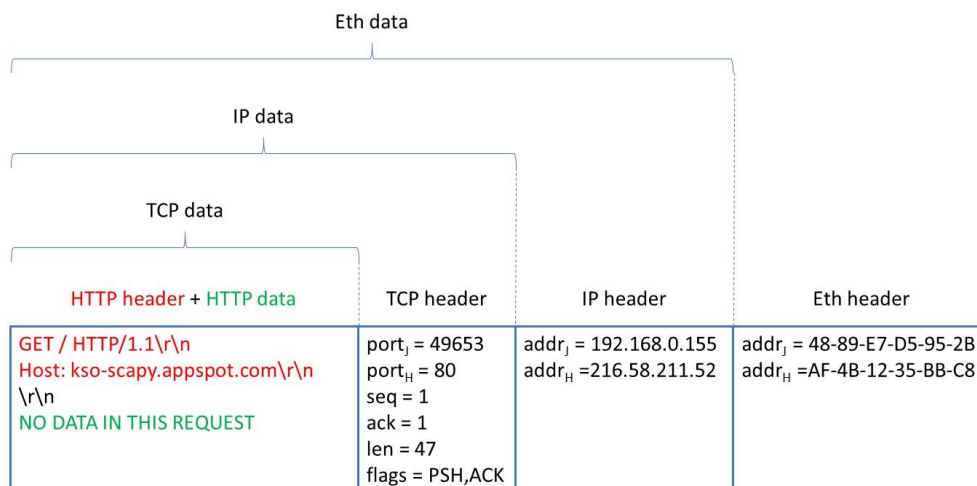 Eth data
IP data
TCP data
HTTP header + HTTP data
TCP header
IP header
Eth header
GET / HTTP/1.1\r\n
Host: kso-scapy.appspot.com\r\n
\r\n
NO DATA IN THIS REQUEST
portJ = 49653
portH = 80
seq = 1
ack = 1
len = 47
flags = PSH,ACK
addrJ = 192.168.0.155
addrH =216.58.211.52
addrJ = 48-89-E7-D5-95-2B
addrH =AF-4B-12-35-BB-C8